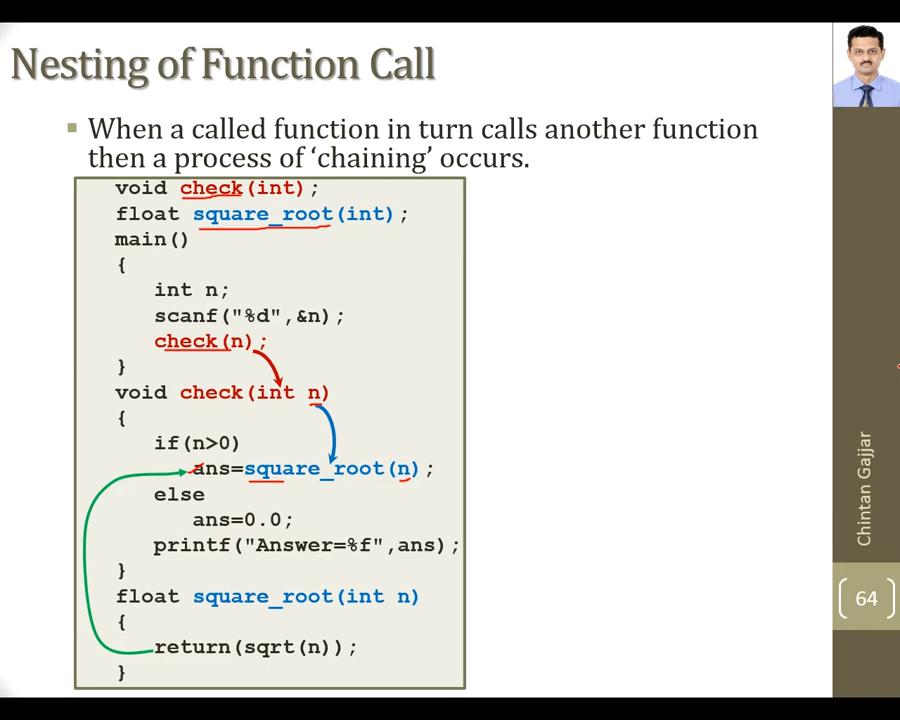 Nesting of Function Call
When a called function in turn calls another function
then a process of ‘chaining’ occurs.
void check(int);
float square_root(int);
main()
{
int n;
scanf("%d",&n);
check(n);
}
void check(int n)
{
if(n>0)
ans=square_root(n);
else
ans=0.0;
printf("Answer=%f",ans);
}
float square_root(int n)
{
return(sqrt(n));
}
Chintan Gajjar
64